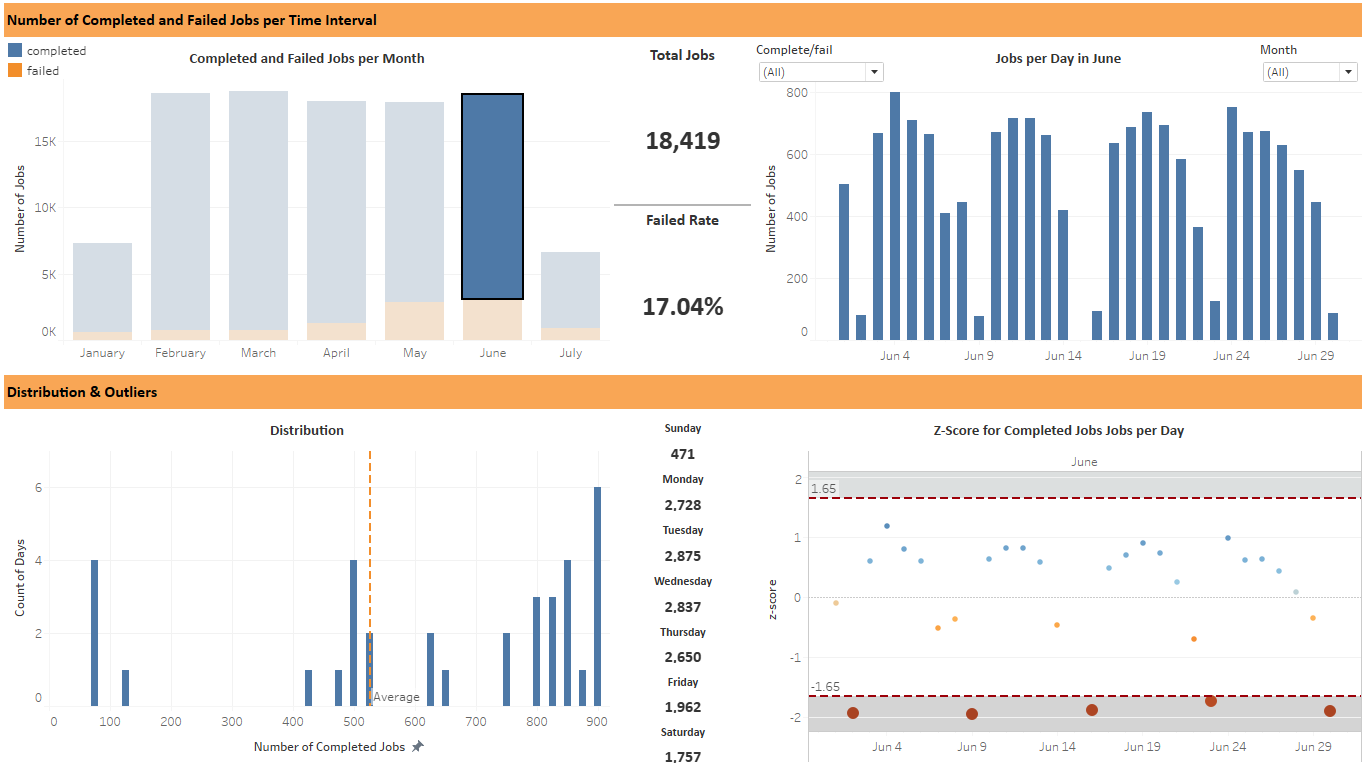 Number of Completed and Failed Jobs per Time Interval
completed
failed
Completed and Failed Jobs per Month
15K
10K
5K
0K
Number of Jobs
January February March April May June July
Total Jobs
18,419
Failed Rate
17.04%
Complete/fail
(All)
Jobs per Day in June
Month
(All)
800
600
400
200
0
Number of Jobs
Jun 4 Jun 9 Jun 14 Jun 19 Jun 24 Jun 29
Distribution & Outliers
Distribution
6
4
2
0
Count of Days
Average
0 100 200 300 400 500 600 700 800 900
Number of Completed Jobs
Sunday
471
Monday
2,728
Tuesday
2,875
Wednesday
2,837
Thursday
2,650
Friday
1,962
Saturday
1,757
Z-Score for Completed Jobs Jobs per Day
June
2
1
0
-1
-2
z-score
1.65
-1.65
Jun 4 Jun 9 Jun 14 Jun 19 Jun 24 Jun 29